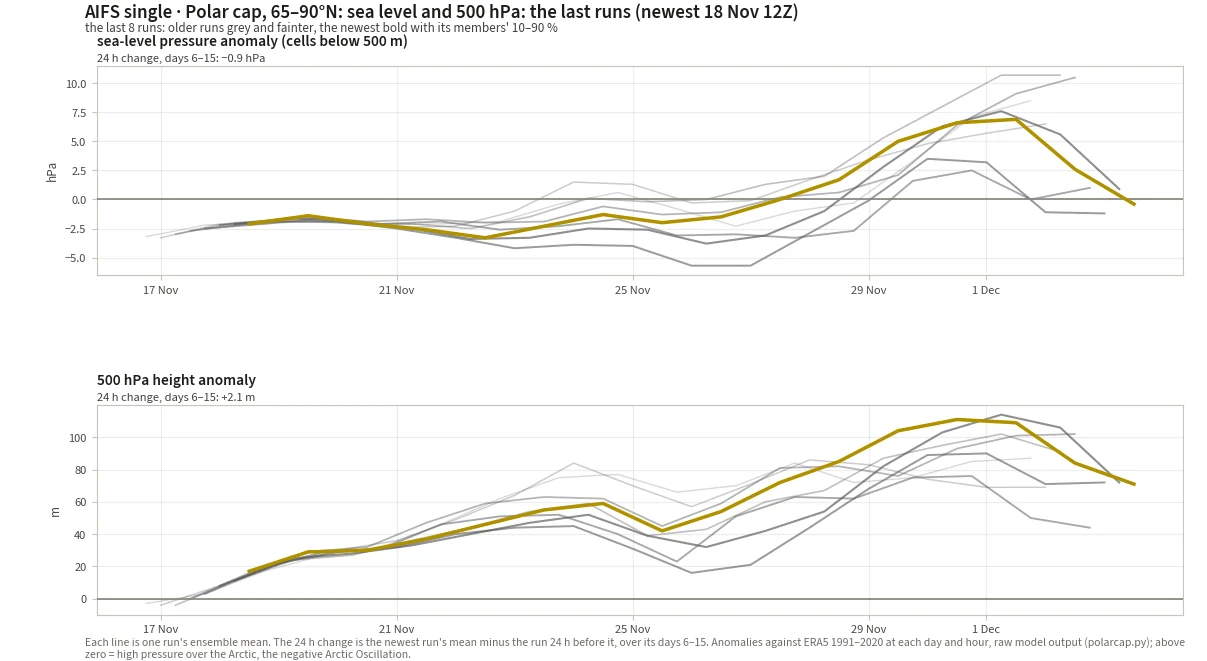 AIFS single · Polar cap, 65–90°N: sea level and 500 hPa: the last runs (newest 18 Nov 12Z)
the last 8 runs: older runs grey and fainter, the newest bold with its members' 10–90 %
sea-level pressure anomaly (cells below 500 m)
24 h change, days 6–15: −0.9 hPa
10.0
7.5
5.0
2.5
0.0
−2.5
−5.0
hPa
17 Nov
21 Nov
25 Nov
29 Nov
1 Dec
500 hPa height anomaly
24 h change, days 6–15: +2.1 m
100
80
60
40
20
0
m
17 Nov
21 Nov
25 Nov
29 Nov
1 Dec
Each line is one run's ensemble mean. The 24 h change is the newest run's mean minus the run 24 h before it, over its days 6–15. Anomalies against ERA5 1991–2020 at each day and hour, raw model output (polarcap.py); above
zero = high pressure over the Arctic, the negative Arctic Oscillation.